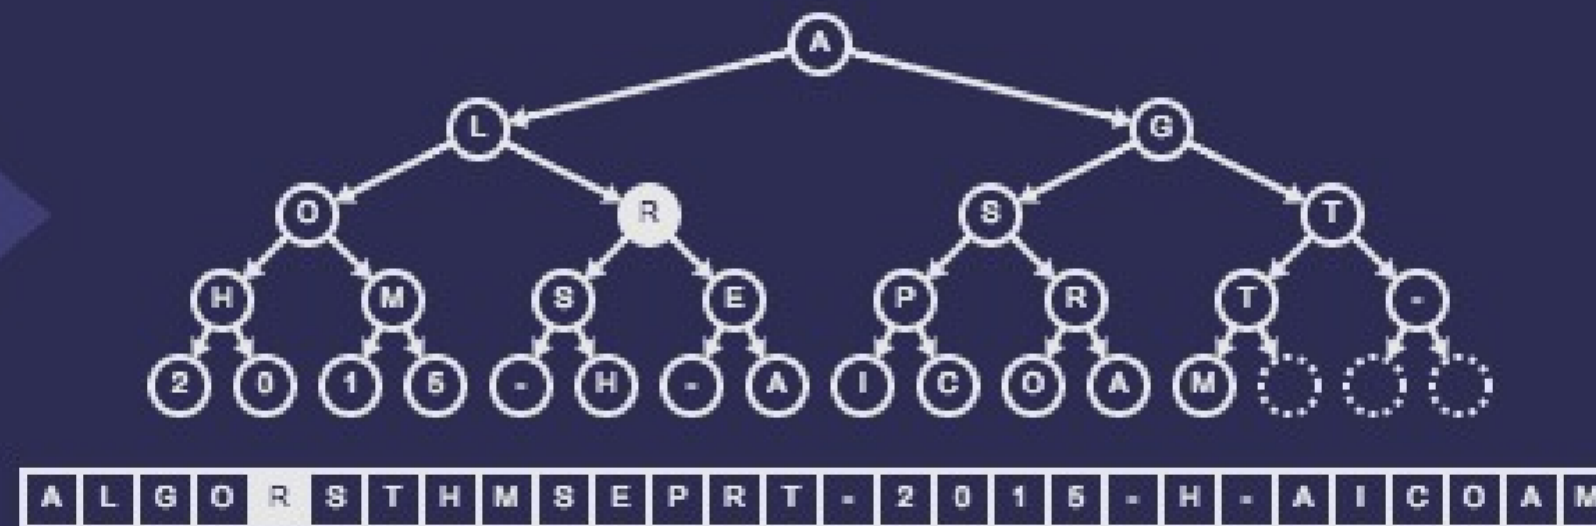 A
L G
O R S T
H M S E P R T -
2 0 1 5 - H - A I C O A M
A L G O R S T H M S E P R T - 2 0 1 5 - H - A I C O A M